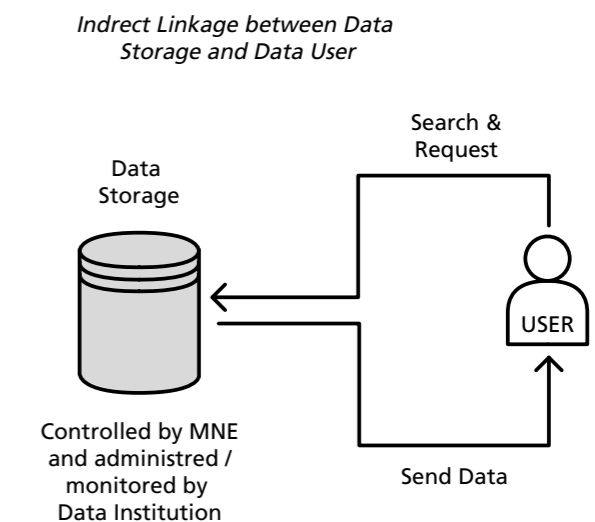 Indrect Linkage between Data
Storage and Data User
Search &
Request
Data
Storage
USER
Controlled by MNE
and administred /
monitored by
Data Institution
Send Data